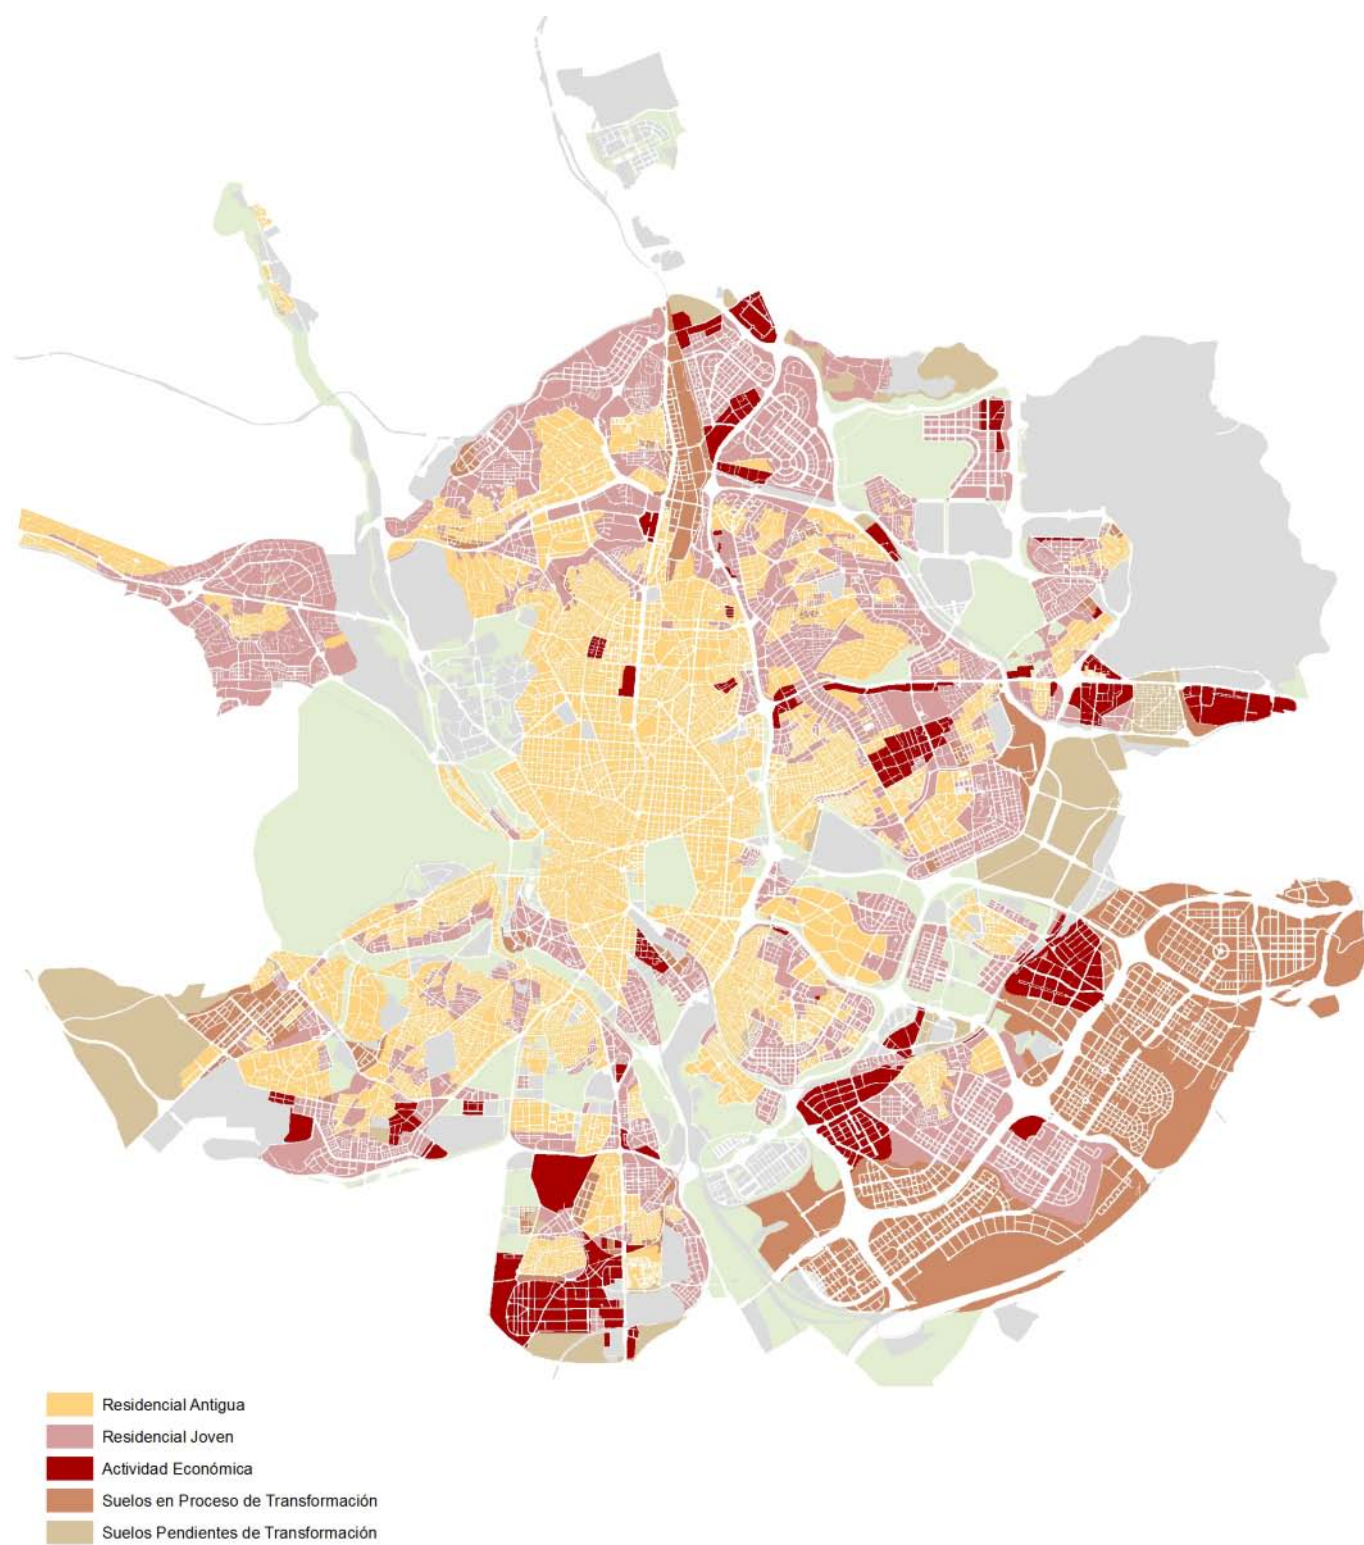 Residencial Antigua
Residencial Joven
Actividad Económica
Suelos en Proceso de Transformación
Suelos Pendientes de Transformación